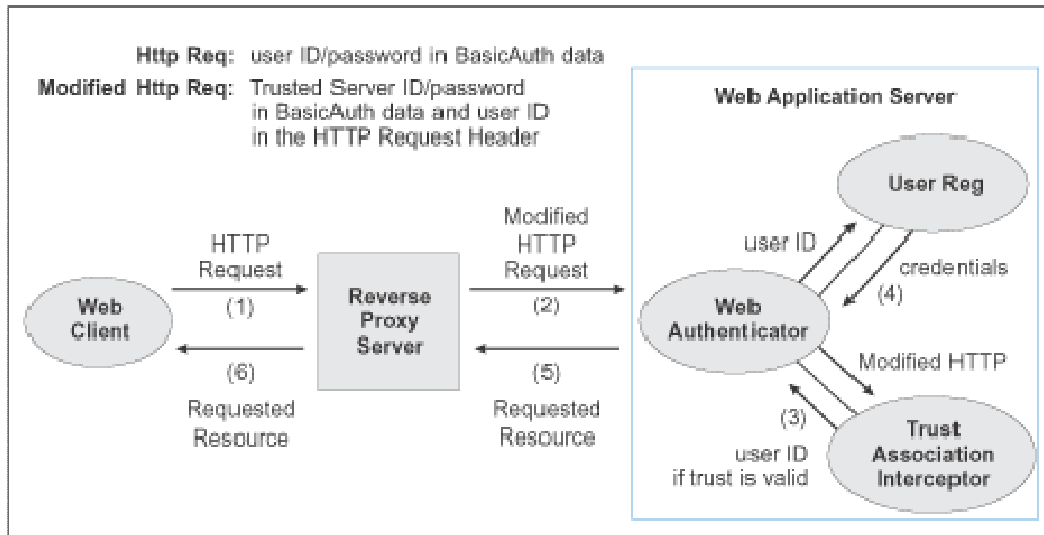 Http Req: user ID/password in BasicAuth data
Modified Http Req: Trusted Server ID/password
in BasicAuth data and user ID
in the HTTP Request Header
Web Application Server
User Reg
user ID
credentials
(4)
HTTP
Request
(1)
Modified
HTTP
Request
(2)
Web
Client
Reverse
Proxy
Server
Web
Authenticator
(6)
Requested
Resource
(5)
Requested
Resource
Modified HTTP
(3)
user ID
if trust is valid
Trust
Association
Interceptor